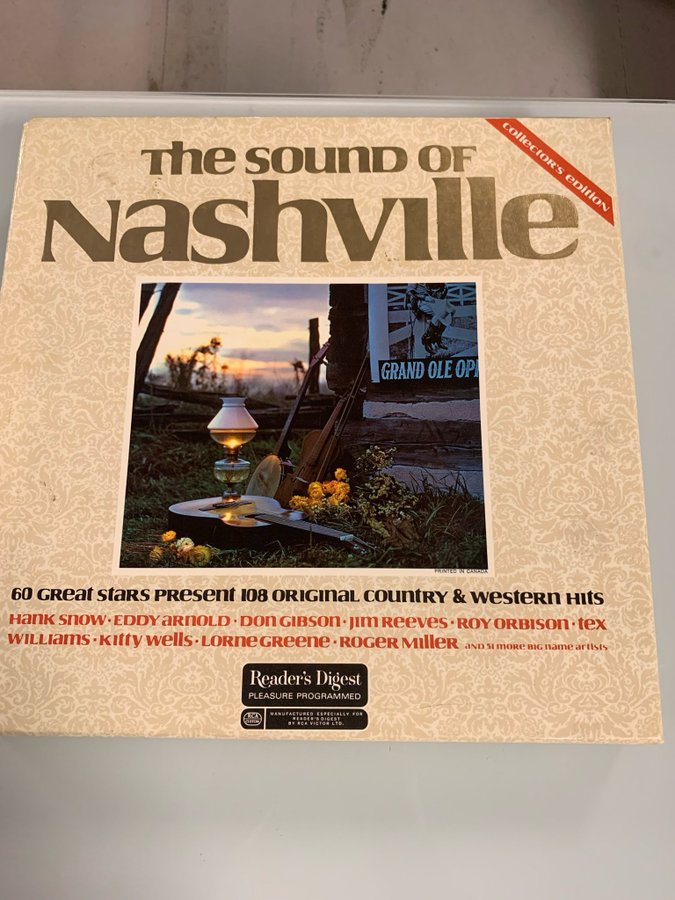 The Sound of
Nashville
collector's edition
GRAND OLE OP
PRINTED IN CANADA
60 Great Stars Present 108 Original Country & Western Hits
Hank Snow · Eddy Arnold · Don Gibson · Jim Reeves · Roy Orbison · Tex
Williams · Kitty Wells · Lorne Greene · Roger Miller and 51 more big name artists
Reader's Digest
PLEASURE PROGRAMMED
RCA
MANUFACTURED ESPECIALLY FOR
READER'S DIGEST
BY RCA VICTOR LTD.